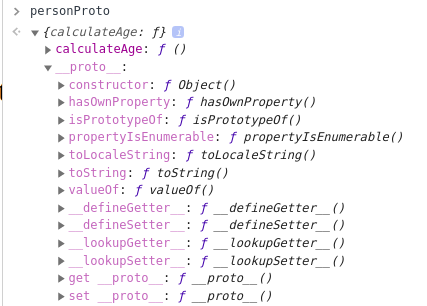 personProto
{calculateAge: ƒ} i
calculateAge: ƒ ()
__proto__:
constructor: ƒ Object()
hasOwnProperty: ƒ hasOwnProperty()
isPrototypeOf: ƒ isPrototypeOf()
propertyIsEnumerable: ƒ propertyIsEnumerable()
toLocaleString: ƒ toLocaleString()
toString: ƒ toString()
valueOf: ƒ valueOf()
__defineGetter__: ƒ __defineGetter__()
__defineSetter__: ƒ __defineSetter__()
__lookupGetter__: ƒ __lookupGetter__()
__lookupSetter__: ƒ __lookupSetter__()
get __proto__: ƒ __proto__()
set __proto__: ƒ __proto__()